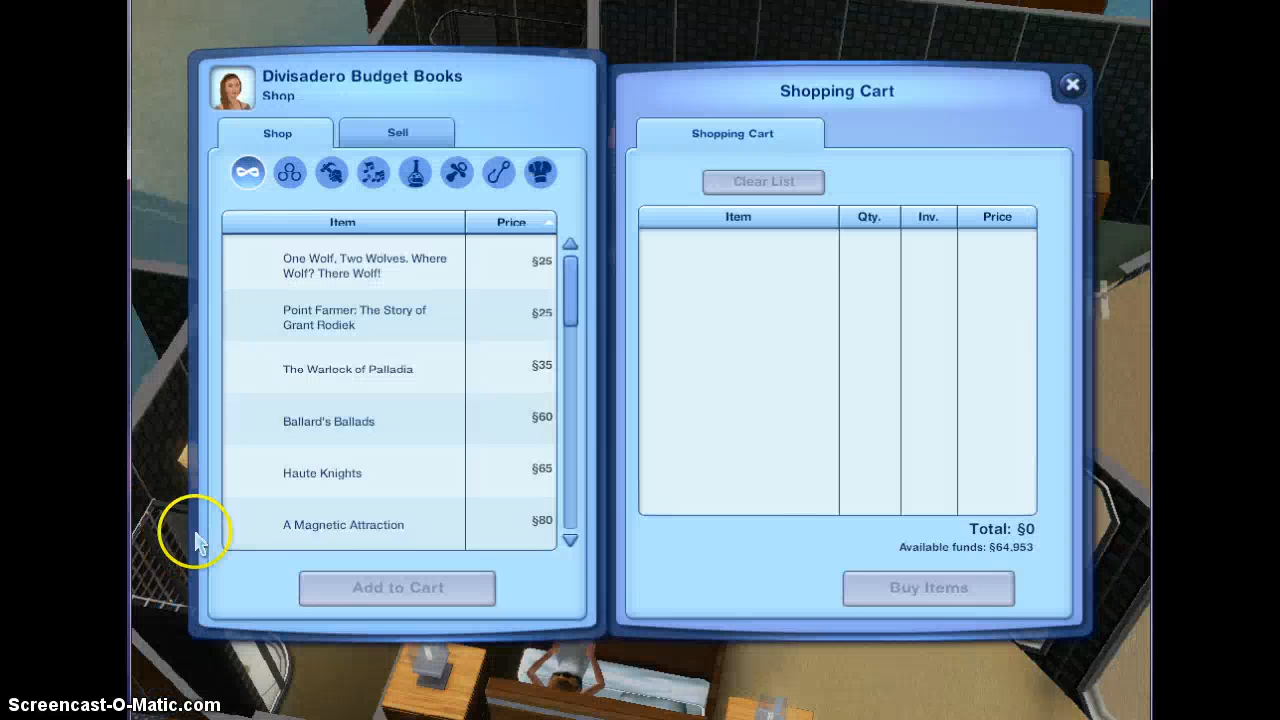 Divisadero Budget Books
Shop
Shop
Sell
Item
Price
One Wolf, Two Wolves. Where
Wolf? There Wolf!
§25
Point Farmer: The Story of
Grant Rodiek
§25
The Warlock of Palladia
§35
Ballard's Ballads
§60
Haute Knights
§65
A Magnetic Attraction
§80
Add to Cart
Shopping Cart
Shopping Cart
Clear List
Item
Qty.
Inv.
Price
Total: §0
Available funds: §64,953
Buy Items
Screencast-O-Matic.com